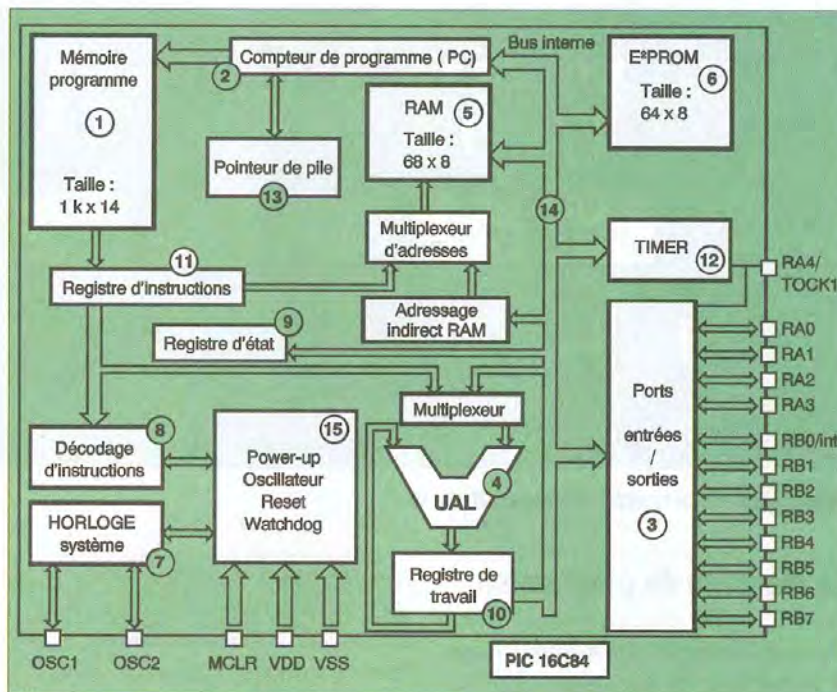 Mémoire
programme
1
Taille :
1 k x 14
2
Compteur de programme ( PC)
Bus interne
E²PROM
6
Taille :
64 x 8
RAM
5
Taille :
68 x 8
Pointeur de pile
13
14
Multiplexeur
d'adresses
TIMER
12
RA4/
TOCK1
11
Registre d'instructions
Adressage
indirect RAM
9
Registre d'état
Ports
entrées
/
sorties
3
RA0
RA1
RA2
RA3
RB0/int
RB1
RB2
RB3
RB4
RB5
RB6
RB7
Multiplexeur
4
UAL
8
Décodage
d'instructions
15
Power-up
Oscillateur
Reset
Watchdog
HORLOGE
système
7
Registre de
travail
10
OSC1
OSC2
MCLR
VDD
VSS
PIC 16C84